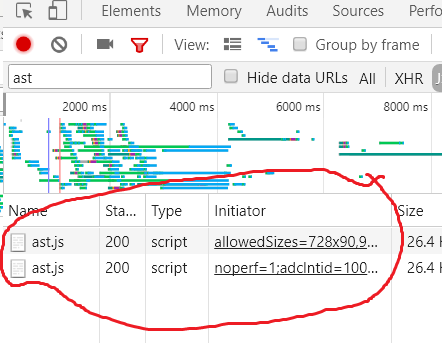 Elements Memory Audits Sources
View: Group by frame
ast Hide data URLs All XHR J
2000 ms 4000 ms 6000 ms 8000 ms
Name Sta... Type Initiator Size
ast.js 200 script allowedSizes=728x90,9... 26.4
ast.js 200 script noperf=1;adcIntid=100... 26.4